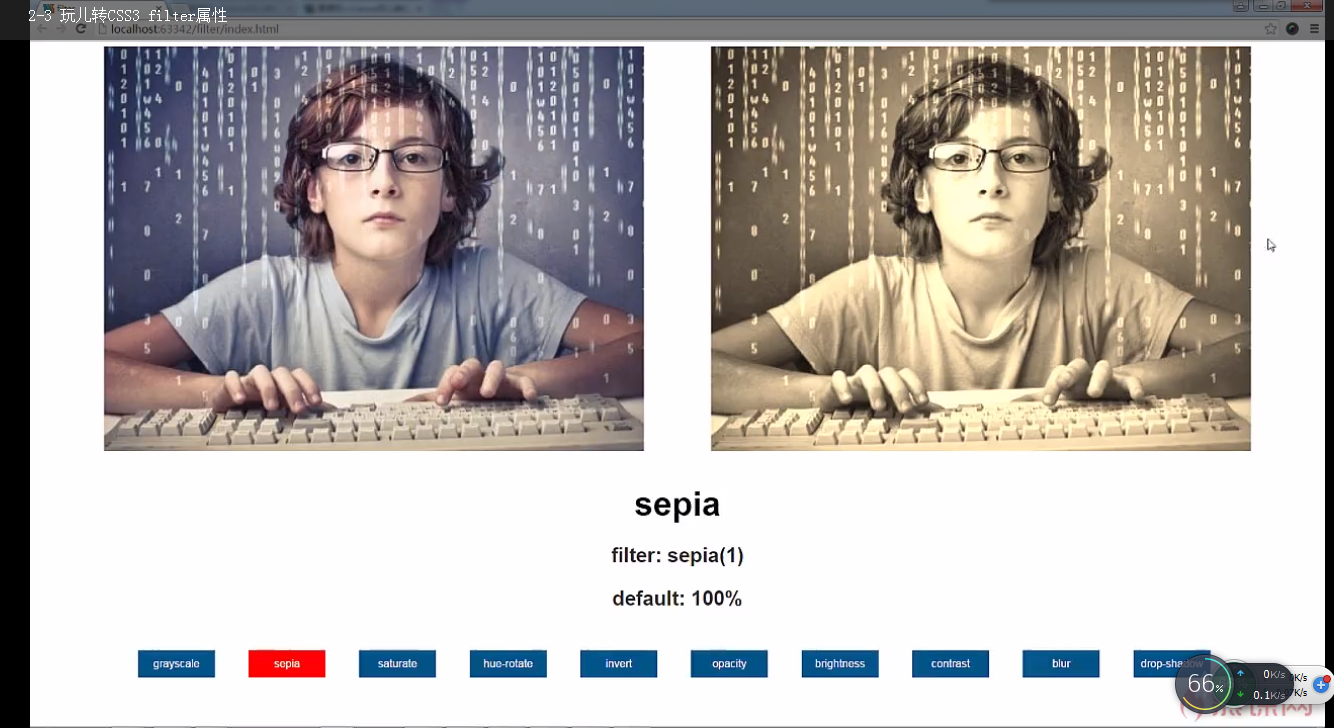 2-3 玩儿转CSS3 filter属性
localhost:63342/filter/index.html
sepia
filter: sepia(1)
default: 100%
grayscale
sepia
saturate
hue-rotate
invert
opacity
brightness
contrast
blur
drop-shadow
66%
0K/s
0.1K/s